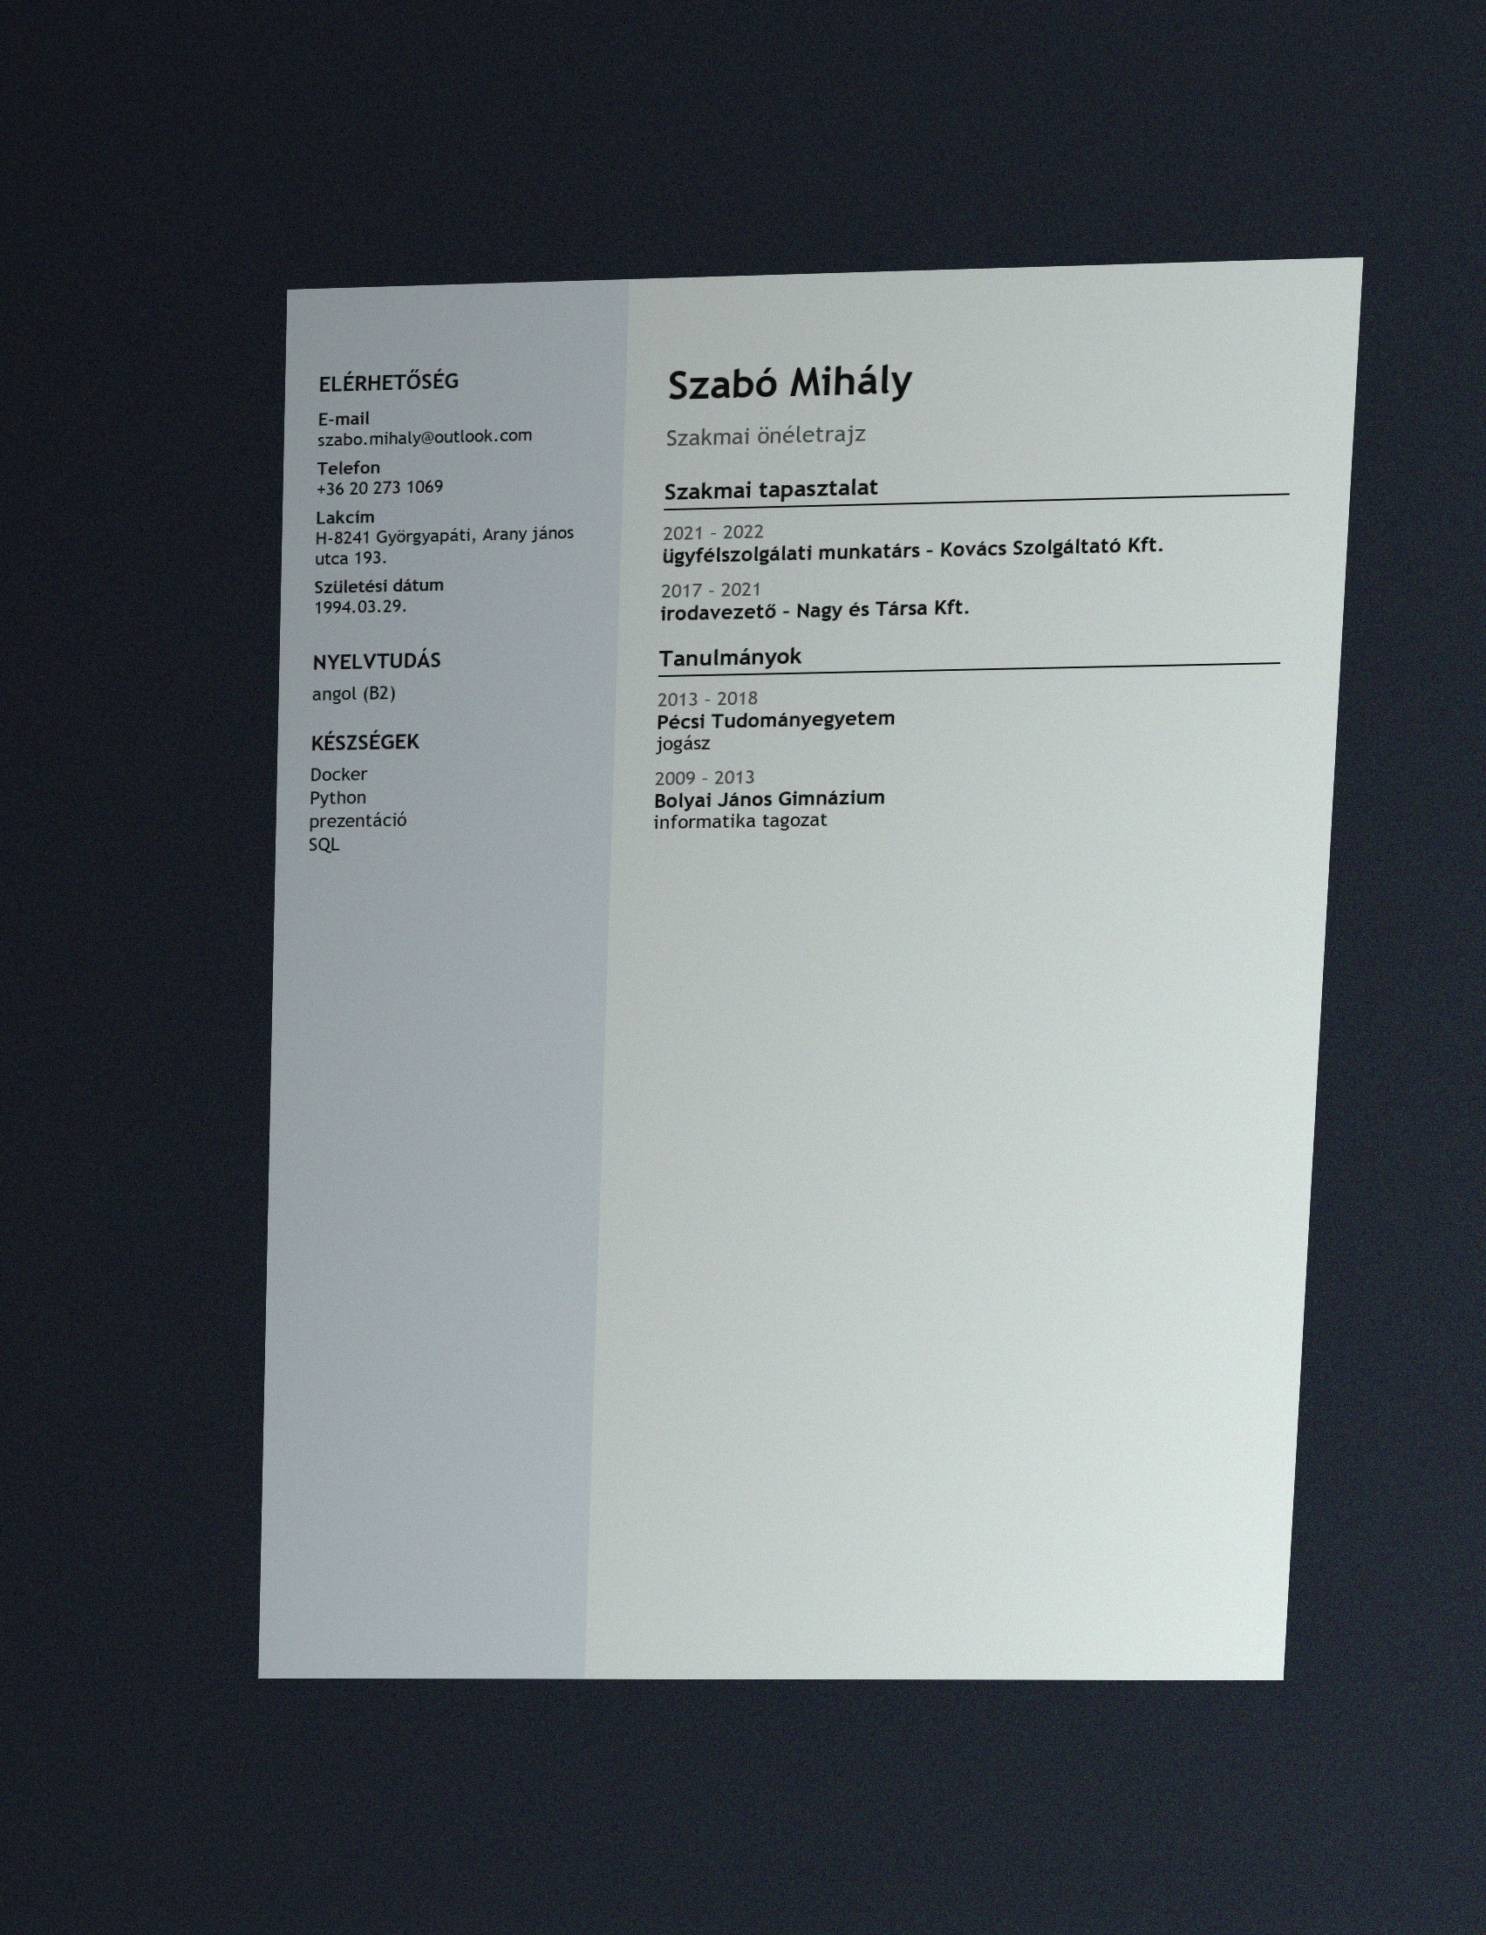 ELÉRHETŐSÉG
E-mail
szabo.mihaly@outlook.com
Telefon
+36 20 273 1069
Lakcím
H-8241 Györgyapáti, Arany jános
utca 193.
Születési dátum
1994.03.29.
NYELVTUDÁS
angol (B2)
KÉSZSÉGEK
Docker
Python
prezentáció
SQL
Szabó Mihály
Szakmai önéletrajz
Szakmai tapasztalat
2021 - 2022
ügyfélszolgálati munkatárs - Kovács Szolgáltató Kft.
2017 - 2021
irodavezető - Nagy és Társa Kft.
Tanulmányok
2013 - 2018
Pécsi Tudományegyetem
jogász
2009 - 2013
Bolyai János Gimnázium
informatika tagozat